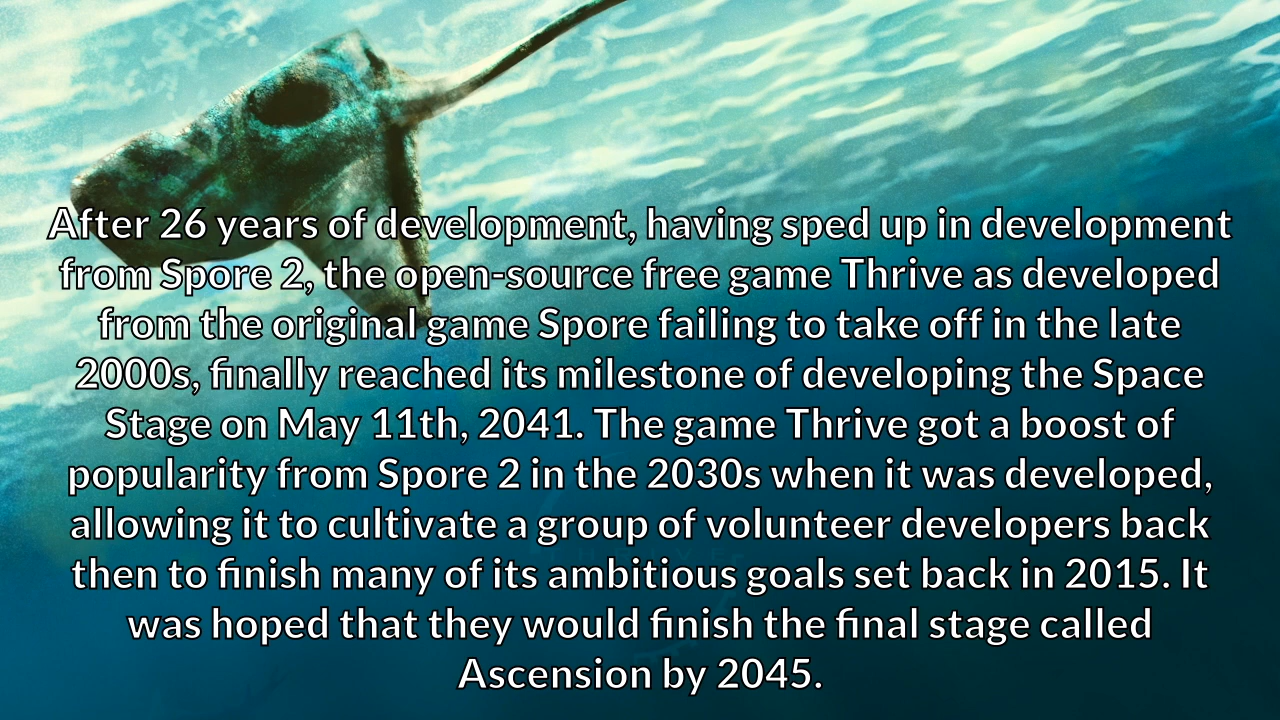 After 26 years of development, having sped up in development
from Spore 2, the open-source free game Thrive as developed
from the original game Spore failing to take off in the late
2000s, finally reached its milestone of developing the Space
Stage on May 11th, 2041. The game Thrive got a boost of
popularity from Spore 2 in the 2030s when it was developed,
allowing it to cultivate a group of volunteer developers back
then to finish many of its ambitious goals set back in 2015. It
was hoped that they would finish the final stage called
Ascension by 2045.